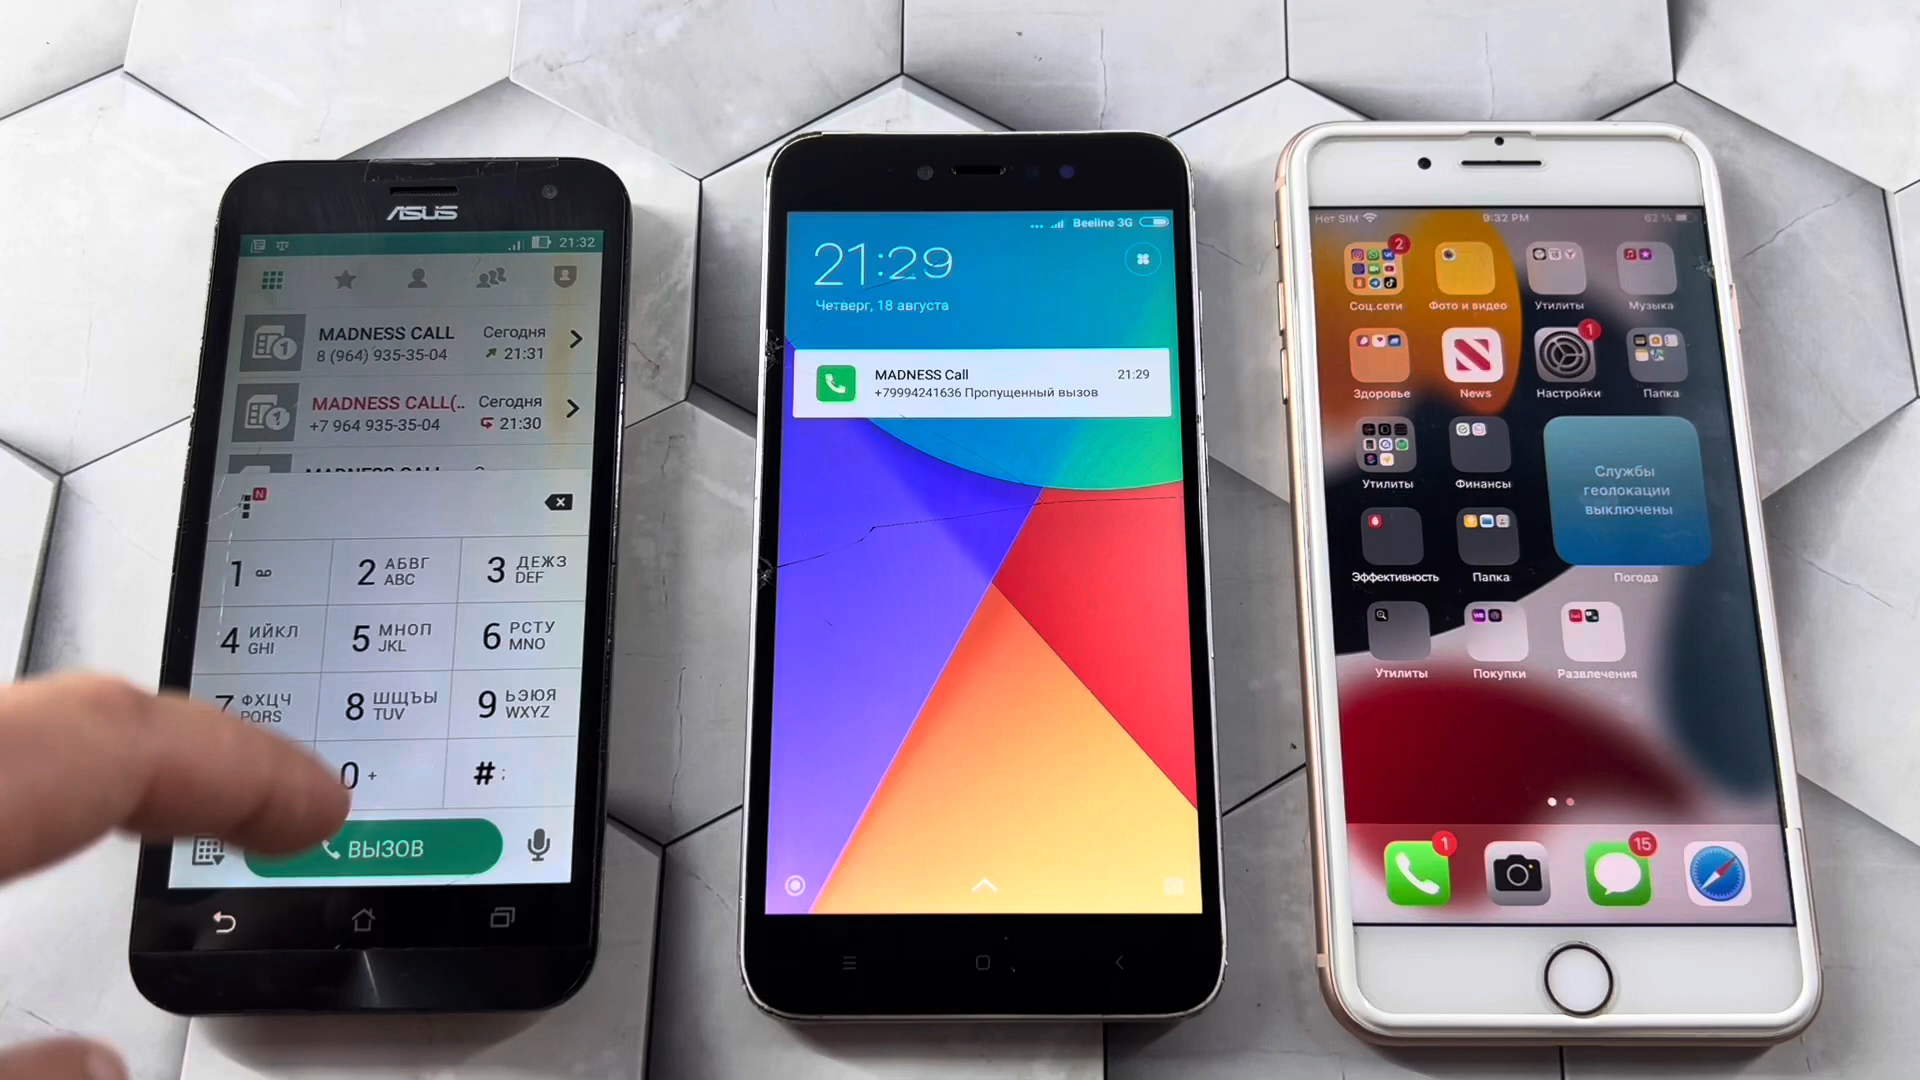 ASUS
21:32
MADNESS CALL
Сегодня
8 (964) 935-35-04
21:31
MADNESS CALL(..
Сегодня
+7 964 935-35-04
21:30
N
1
2 АБВГ ABC
3 ДЕЖЗ DEF
4 ИЙКЛ GHI
5 МНОП JKL
6 РСТУ MNO
7 ФХЦЧ PQRS
8 ШЩЪЫ TUV
9 ЬЭЮЯ WXYZ
0 +
# ;
ВЫЗОВ
Beeline 3G
21:29
Четверг, 18 августа
MADNESS Call
21:29
+79994241636 Пропущенный вызов
Нет SIM
9:32 PM
62 %
2
Соц.сети
Фото и видео
Утилиты
Музыка
1
Здоровье
News
Настройки
Папка
Утилиты
Финансы
Службы
геолокации
выключены
Эффективность
Папка
Погода
Утилиты
Покупки
Развлечения
1
15